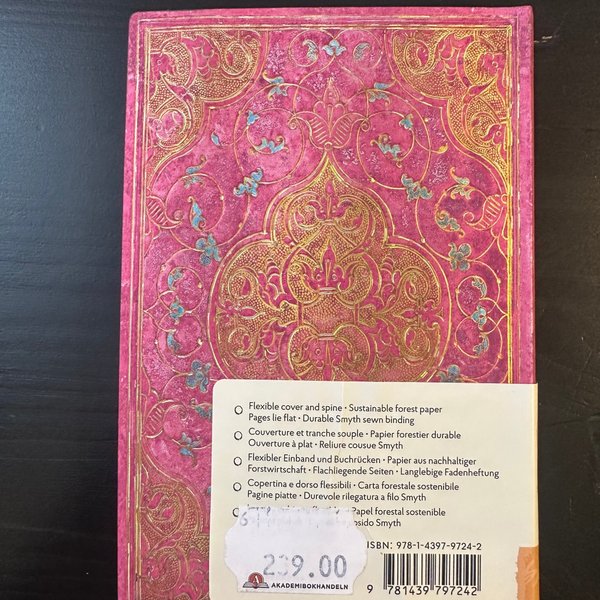 Flexible cover and spine · Sustainable forest paper
Pages lie flat · Durable Smyth sewn binding
Couverture et tranche souple · Papier forestier durable
Ouverture à plat · Reliure cousue Smyth
Flexibler Einband und Buchrücken · Papier aus nachhaltiger
Forstwirtschaft · Flachliegende Seiten · Langlebige Fadenheftung
Copertina e dorso flessibili · Carta forestale sostenibile
Pagine piatte · Durevole rilegatura a filo Smyth
Papel forestal sostenible
Smyth
239.00
AKADEMIBOKHANDELN
ISBN: 978-1-4397-9724-2
9 781439 797242